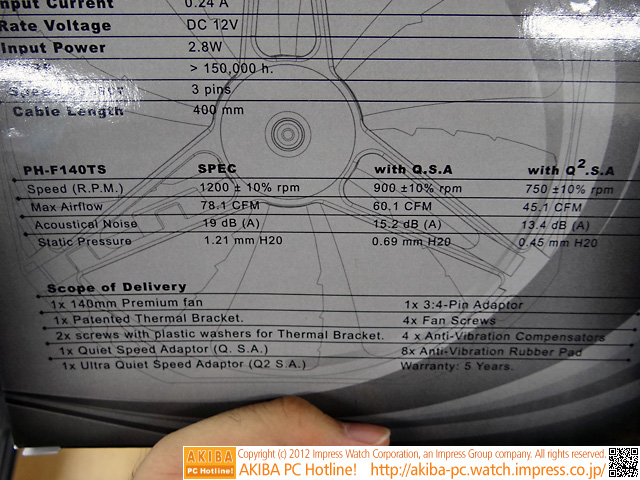 Input Current 0.24 A
Rate Voltage DC 12V
Input Power 2.8W
> 150,000 h.
3 pins
Cable Length 400 mm
PH-F140TS SPEC with Q.S.A with Q².S.A
Speed (R.P.M.) 1200 ± 10% rpm 900 ±10% rpm 750 ±10% rpm
Max Airflow 78.1 CFM 60.1 CFM 45.1 CFM
Acoustical Noise 19 dB (A) 15.2 dB (A) 13.4 dB (A)
Static Pressure 1.21 mm H20 0.69 mm H20 0.45 mm H20
Scope of Delivery
1x 140mm Premium fan 1x 3:4-Pin Adaptor
1x Patented Thermal Bracket. 4x Fan Screws
2x screws with plastic washers for Thermal Bracket. 4 x Anti-Vibration Compensators
1x Quiet Speed Adaptor (Q. S.A.) 8x Anti-Vibration Rubber Pad
1x Ultra Quiet Speed Adaptor (Q2 S.A.) Warranty: 5 Years.
AKIBA PC Hotline!
Copyright (c) 2012 Impress Watch Corporation, an Impress Group company. All rights reserved.
AKIBA PC Hotline! http://akiba-pc.watch.impress.co.jp/